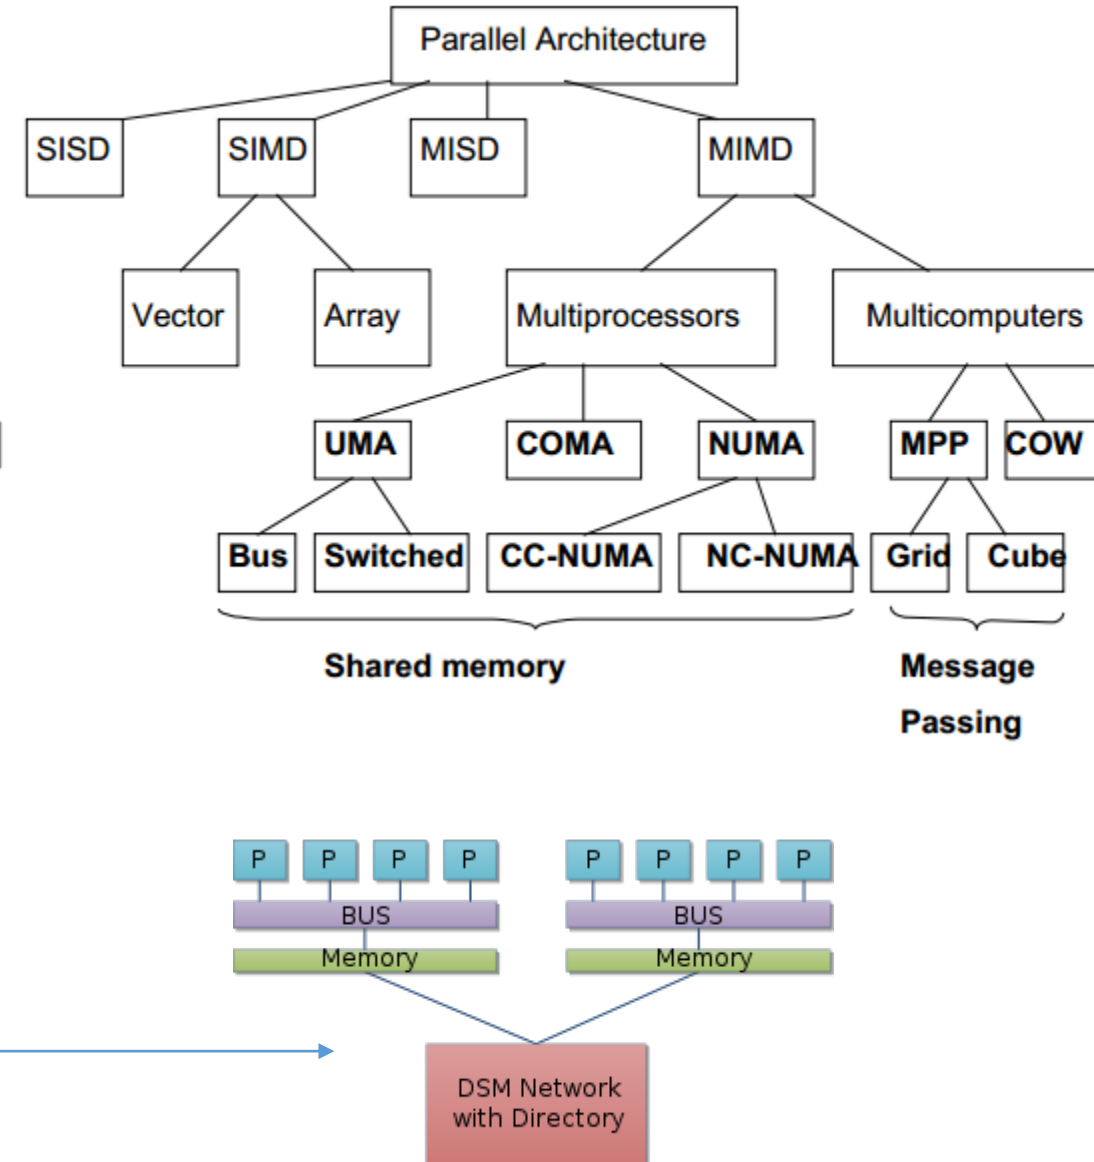 Parallel Architecture
SISD SIMD MISD MIMD
Vector Array Multiprocessors Multicomputers
UMA COMA NUMA MPP COW
Bus Switched CC-NUMA NC-NUMA Grid Cube
Shared memory Message
Passing
P P P P P P P P
BUS BUS
Memory Memory
DSM Network
with Directory